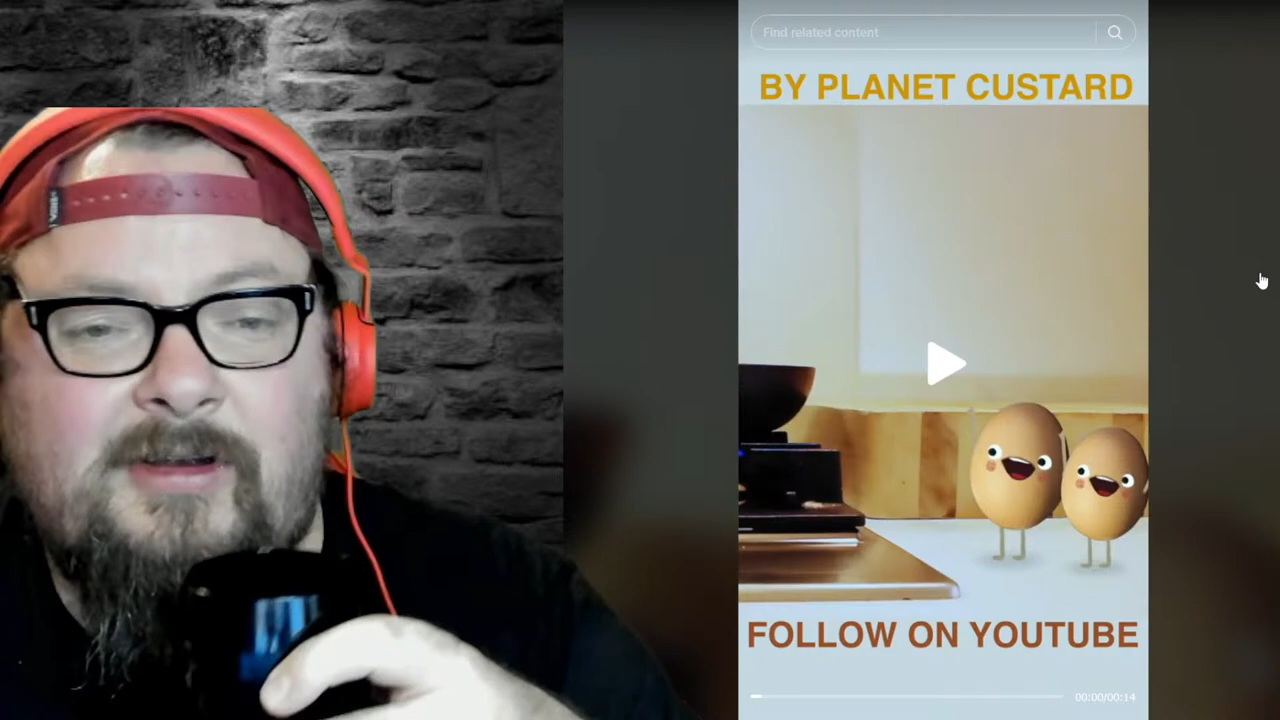 Find related content
BY PLANET CUSTARD
FOLLOW ON YOUTUBE
00:00/00:14